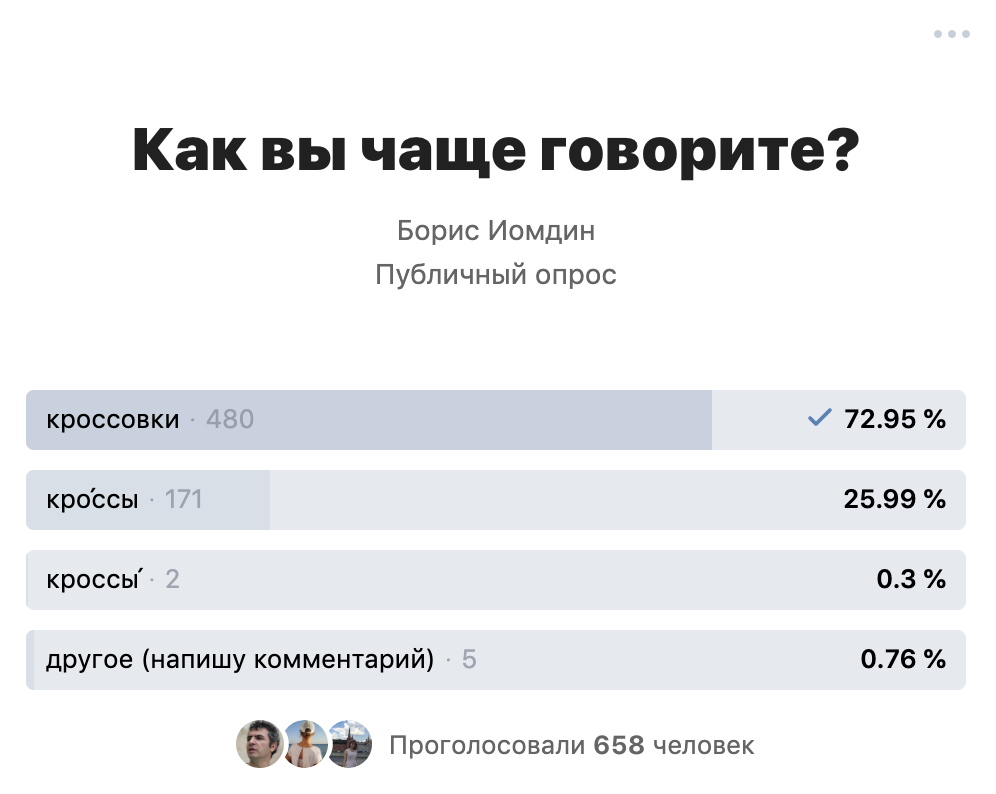 Как вы чаще говорите?
Борис Иомдин
Публичный опрос
кроссовки · 480 72.95 %
кро́ссы · 171 25.99 %
кроссы́ · 2 0.3 %
другое (напишу комментарий) · 5 0.76 %
Проголосовали 658 человек